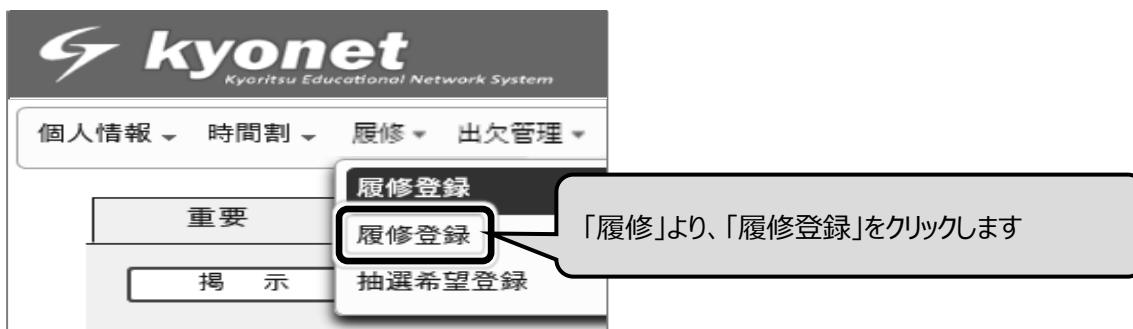 kyonet
Kyoritsu Educational Network System
個人情報 時間割 履修 出欠管理
履修登録
重要
履修登録
「履修」より、「履修登録」をクリックします
掲 示
抽選希望登録